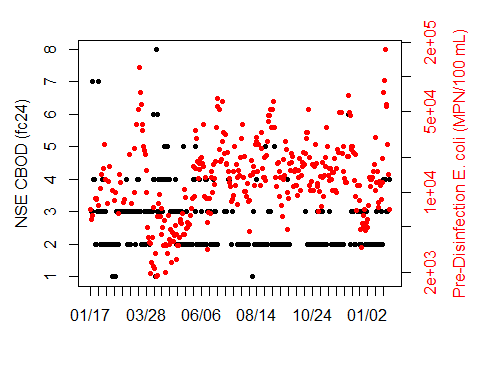 NSE CBOD (fc24)
8
7
6
5
4
3
2
1
2e+05
5e+04
1e+04
2e+03
Pre-Disinfection E. coli (MPN/100 mL)
01/17 03/28 06/06 08/14 10/24 01/02